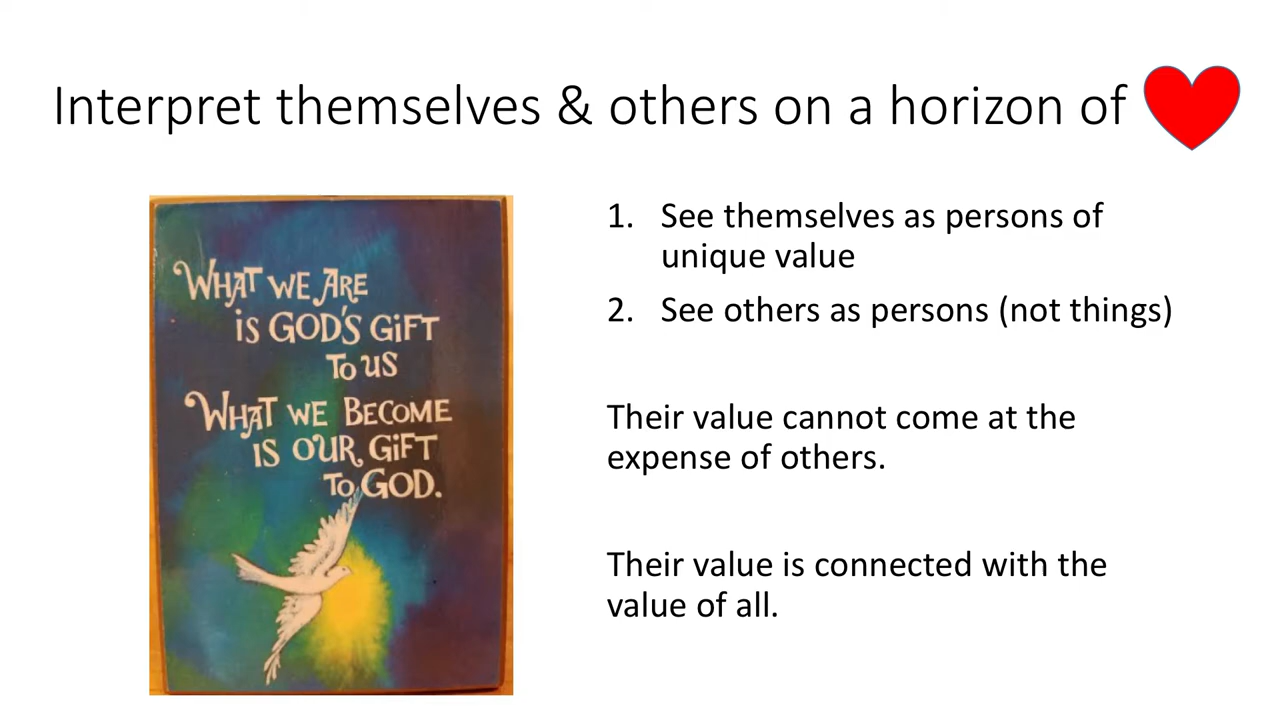 Interpret themselves & others on a horizon of
WHAT WE ARE
iS GOD'S GiFT
To US
WHAT WE BECOME
IS OUR GiFT
To GOD.
1. See themselves as persons of
unique value
2. See others as persons (not things)
Their value cannot come at the
expense of others.
Their value is connected with the
value of all.